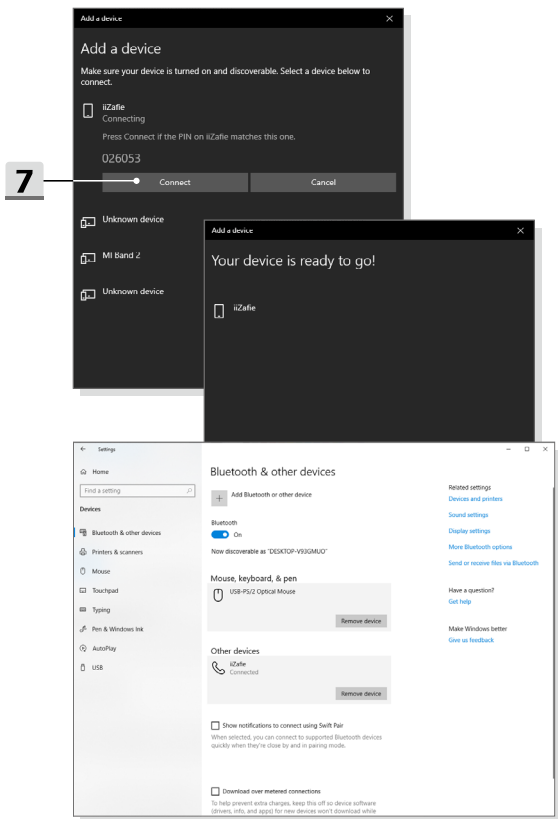 Add a device
Add a device
Make sure your device is turned on and discoverable. Select a device below to
connect.
iiZafie
Connecting
Press Connect if the PIN on iiZafie matches this one.
026053
7
Connect
Cancel
Unknown device
MI Band 2
Unknown device
Add a device
Your device is ready to go!
iiZafie
Settings
Home
Find a setting
Devices
Bluetooth & other devices
Printers & scanners
Mouse
Touchpad
Typing
Pen & Windows Ink
AutoPlay
USB
Bluetooth & other devices
Add Bluetooth or other device
Bluetooth
On
Now discoverable as "DESKTOP-V93GMUO"
Mouse, keyboard, & pen
USB-PS/2 Optical Mouse
Remove device
Other devices
iiZafie
Connected
Remove device
Show notifications to connect using Swift Pair
When selected, you can connect to supported Bluetooth devices
quickly when they're close by and in pairing mode.
Download over metered connections
To help prevent extra charges, keep this off so device software
(drivers, info, and apps) for new devices won't download while
Related settings
Devices and printers
Sound settings
Display settings
More Bluetooth options
Send or receive files via Bluetooth
Have a question?
Get help
Make Windows better
Give us feedback